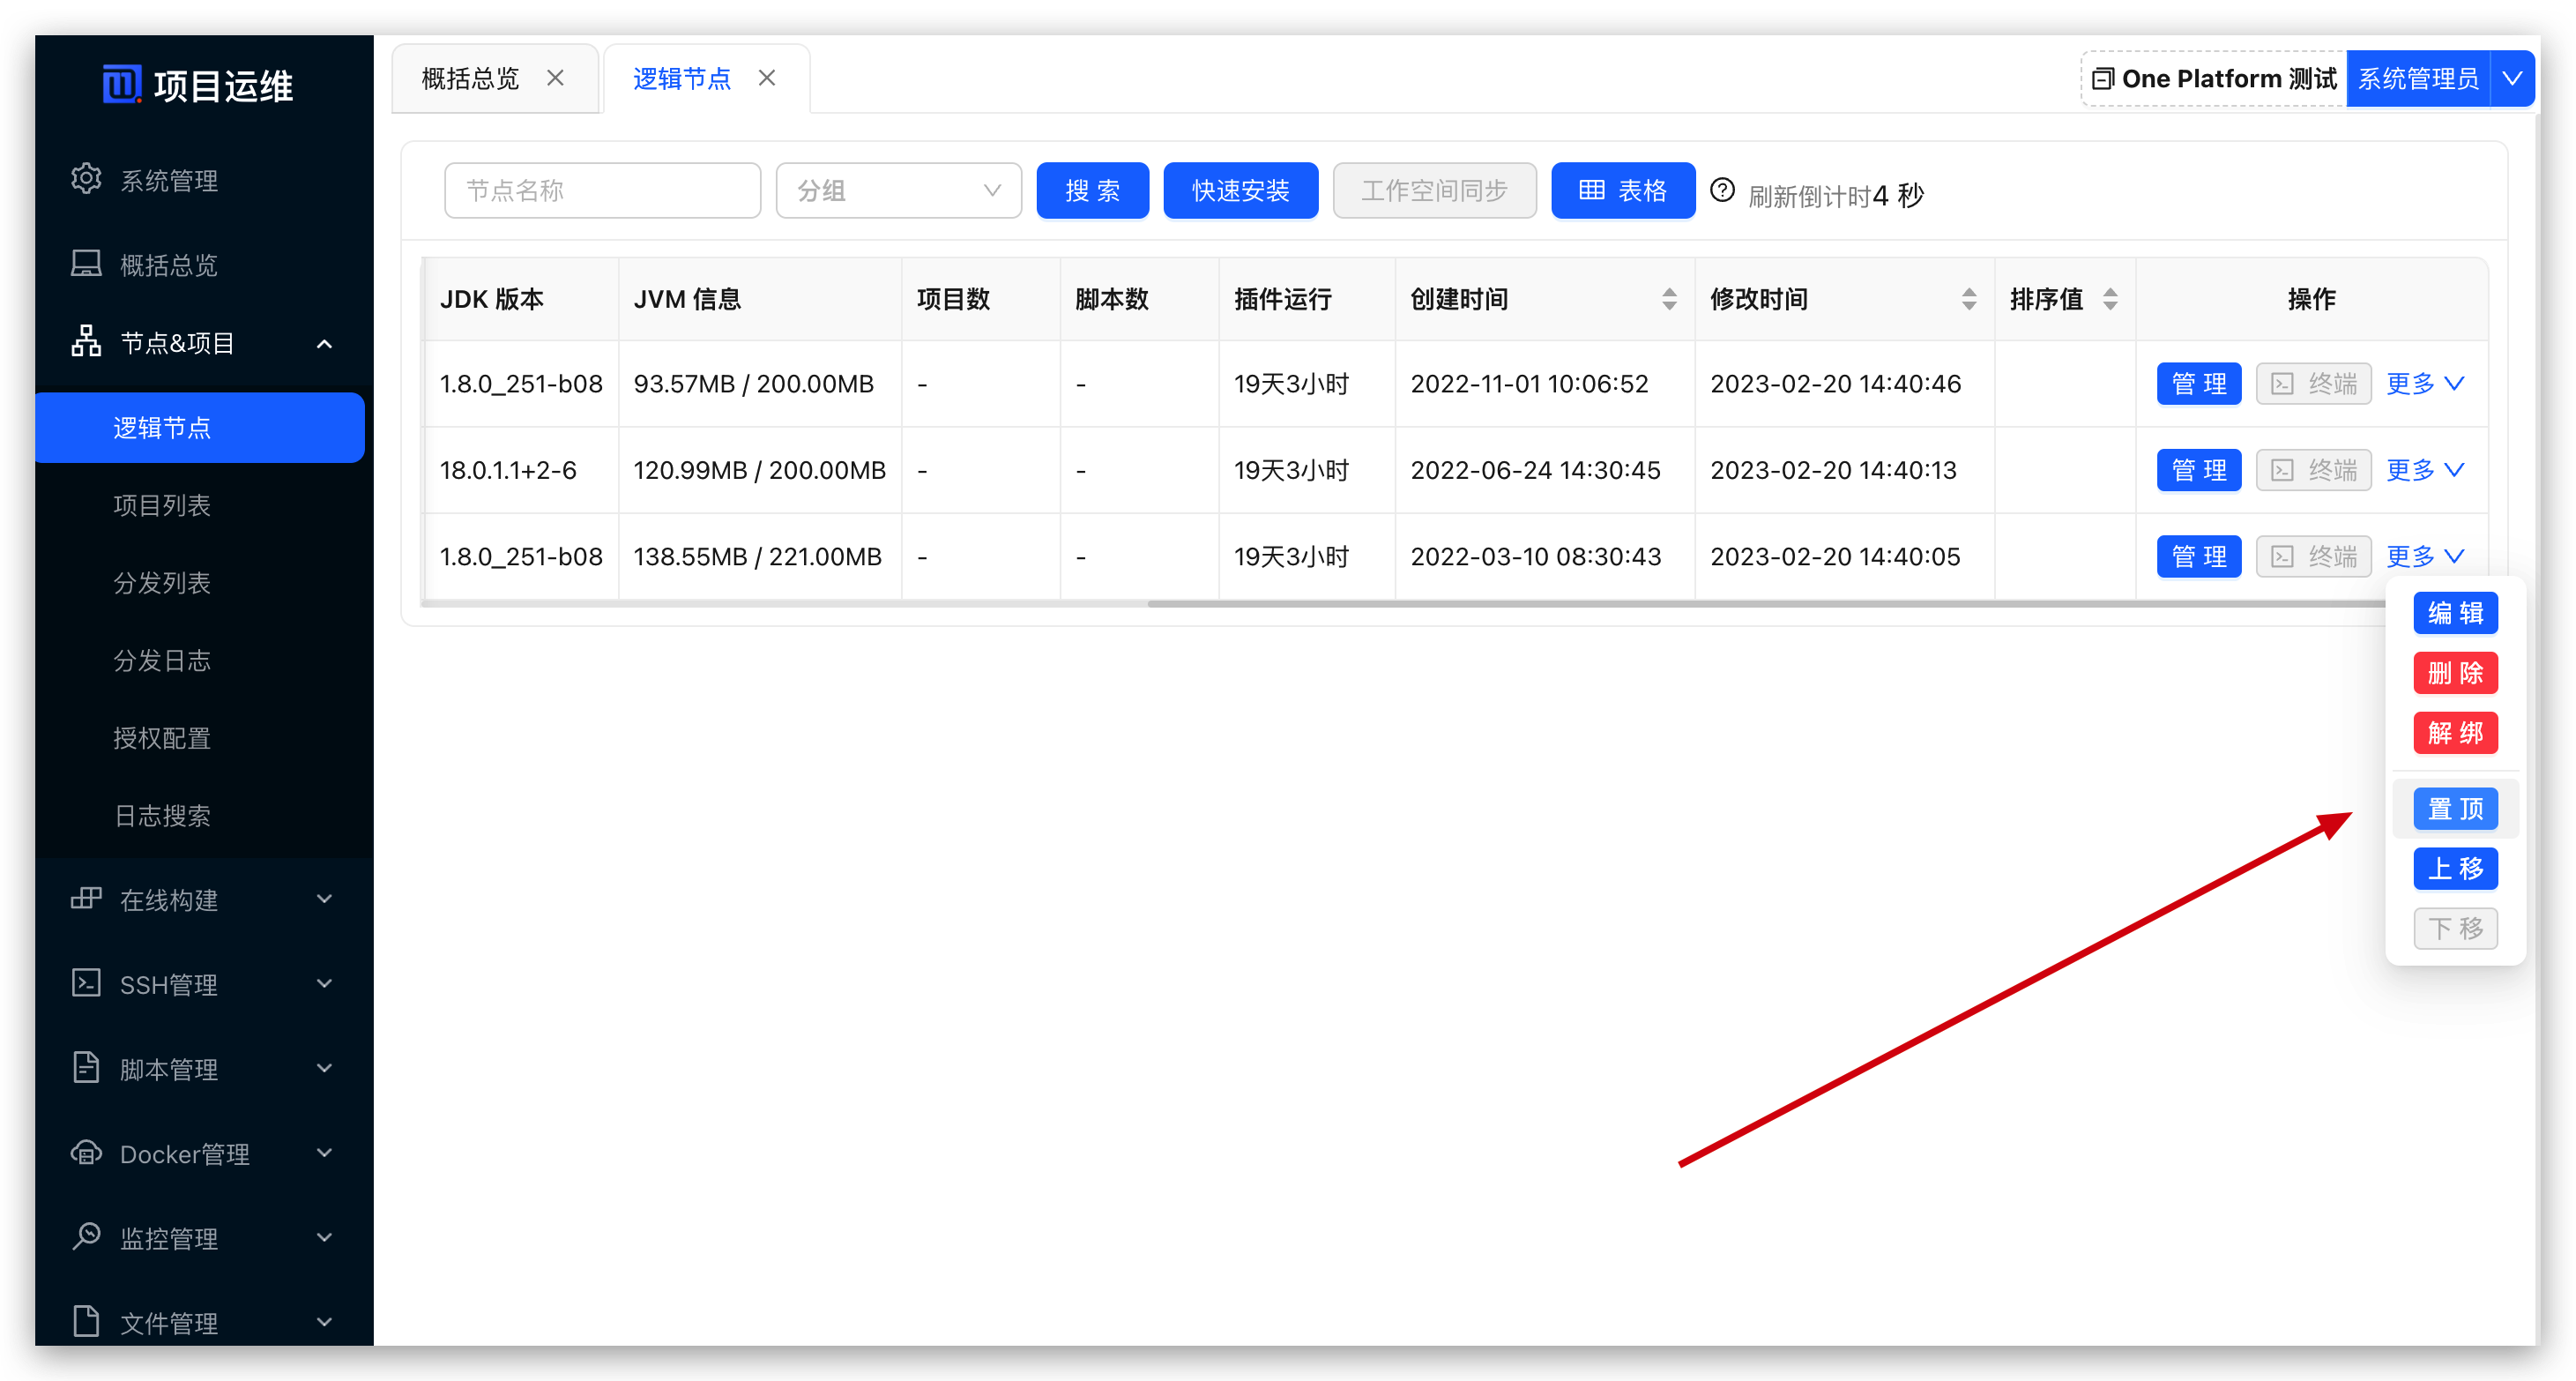 项目运维
系统管理
概括总览
节点&项目
逻辑节点
项目列表
分发列表
分发日志
授权配置
日志搜索
在线构建
SSH管理
脚本管理
Docker管理
监控管理
文件管理
概括总览
逻辑节点
One Platform 测试
系统管理员
节点名称
分组
搜 索
快速安装
工作空间同步
表格
刷新倒计时4 秒
JDK 版本 JVM 信息 项目数 脚本数 插件运行 创建时间 修改时间 排序值 操作
1.8.0_251-b08 93.57MB / 200.00MB - - 19天3小时 2022-11-01 10:06:52 2023-02-20 14:40:46 管 理 终端 更多
18.0.1.1+2-6 120.99MB / 200.00MB - - 19天3小时 2022-06-24 14:30:45 2023-02-20 14:40:13 管 理 终端 更多
1.8.0_251-b08 138.55MB / 221.00MB - - 19天3小时 2022-03-10 08:30:43 2023-02-20 14:40:05 管 理 终端 更多
编 辑
删 除
解 绑
置 顶
上 移
下 移